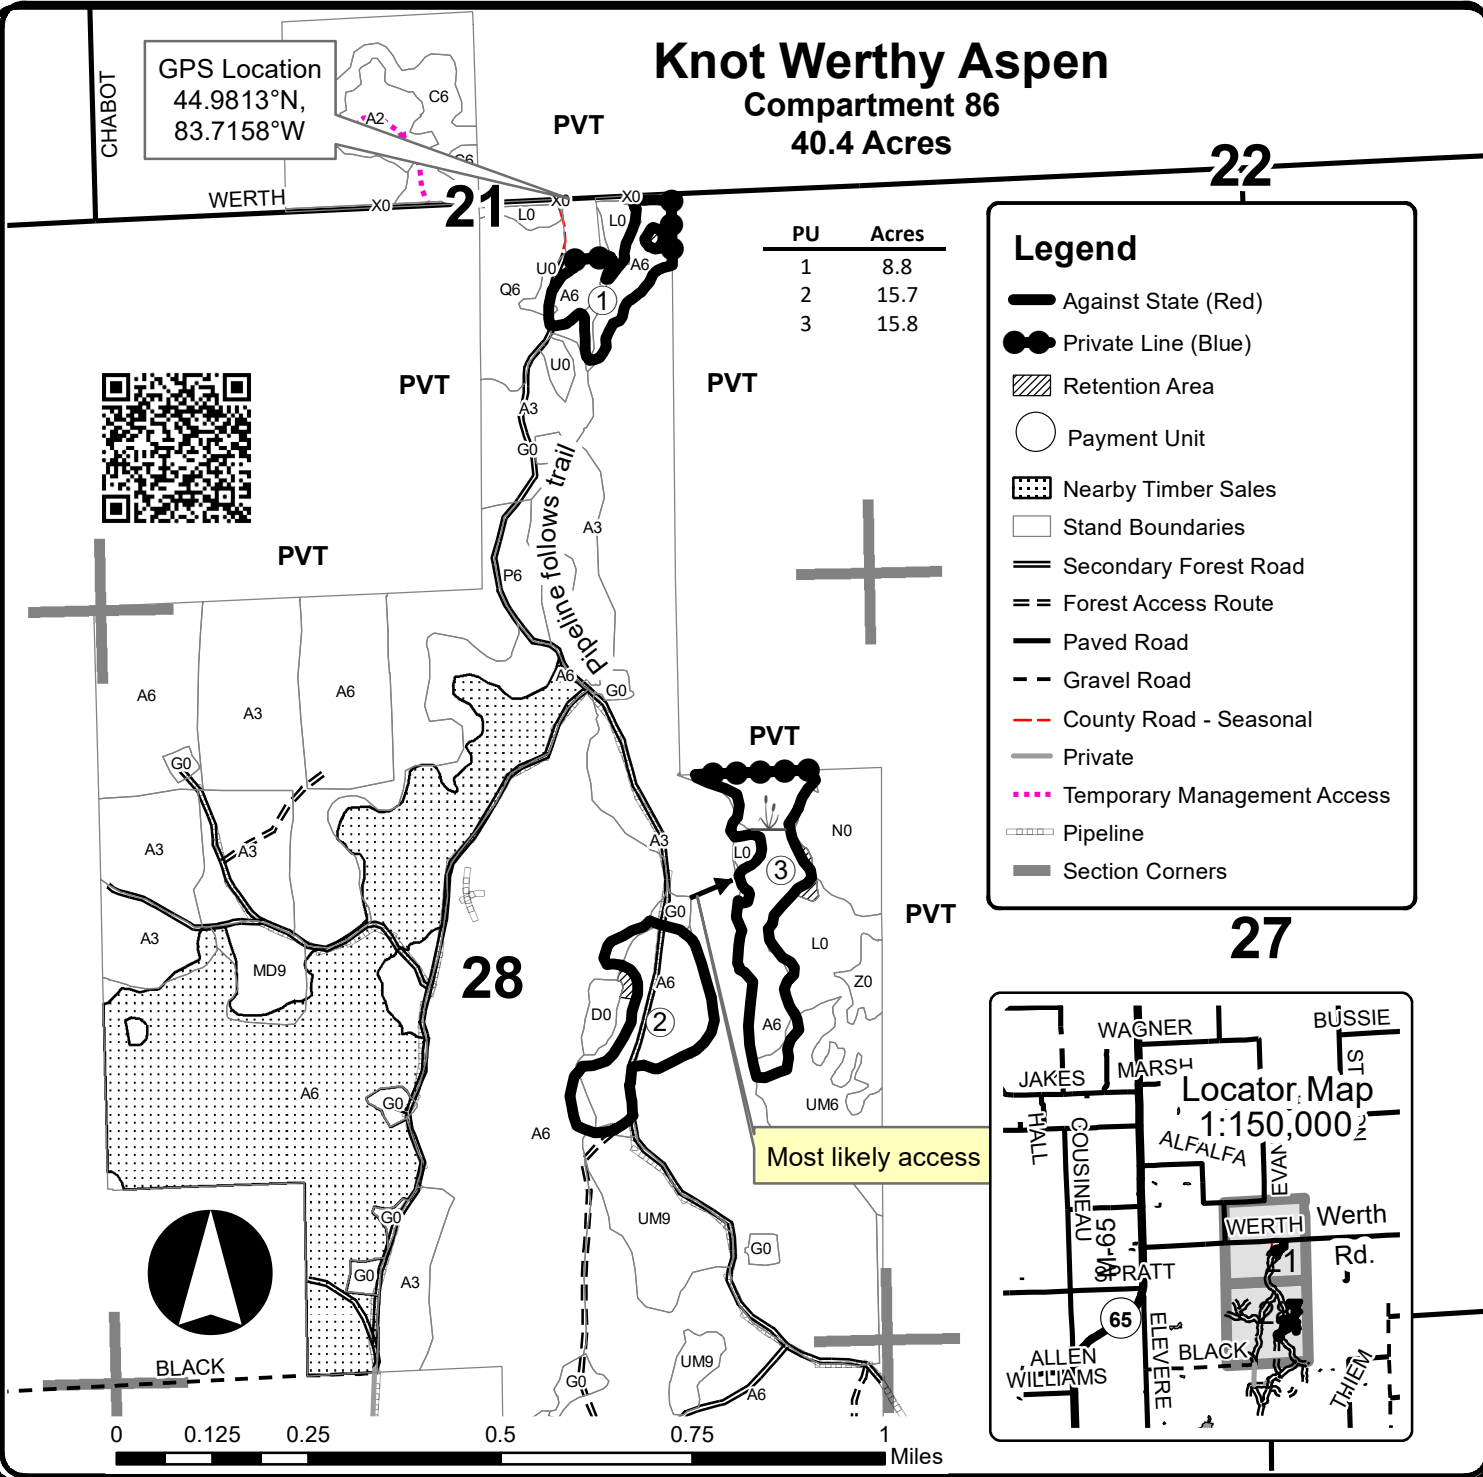 Knot Werthy Aspen
Compartment 86
40.4 Acres
GPS Location
44.9813°N,
83.7158°W
CHABOT
C6
A2
C6
PVT
WERTH
X0
21
X0
X0
22
L0
L0
U0
A6
Q6
A6
1
U0
PU Acres
1 8.8
2 15.7
3 15.8
PVT
PVT
A3
G0
Pipeline follows trail
A3
PVT
P6
A6
G0
A6
A3
A6
G0
PVT
A3
A3
A3
N0
L0
3
G0
PVT
A3
MD9
28
A6
L0
Z0
D0
2
A6
A6
G0
A6
UM6
Most likely access
G0
UM9
G0
G0
A3
UM9
G0
A6
BLACK
0 0.125 0.25 0.5 0.75 1
Miles
Legend
Against State (Red)
Private Line (Blue)
Retention Area
Payment Unit
Nearby Timber Sales
Stand Boundaries
Secondary Forest Road
Forest Access Route
Paved Road
Gravel Road
County Road - Seasonal
Private
Temporary Management Access
Pipeline
Section Corners
27
WAGNER
BUSSIE
ST
JAKES
MARSH
Locator Map
1:150,000
HALL
COUSINEAU
ALFALFA
EVAN
M-65
WERTH
Werth
Rd.
1
SPRATT
65
ELEVERE
BLACK
ALLEN
WILLIAMS
THIEM